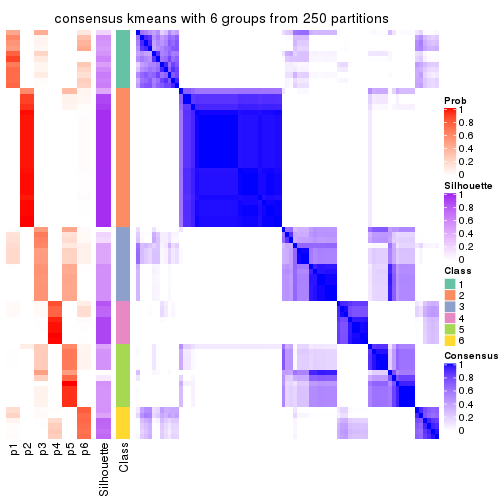 consensus kmeans with 6 groups from 250 partitions
Prob
1
0.8
0.6
0.4
0.2
0
Silhouette
1
0.8
0.6
0.4
0.2
0
Class
1
2
3
4
5
6
Consensus
1
0.8
0.6
0.4
0.2
0
p1
p2
p3
p4
p5
p6
Silhouette
Class